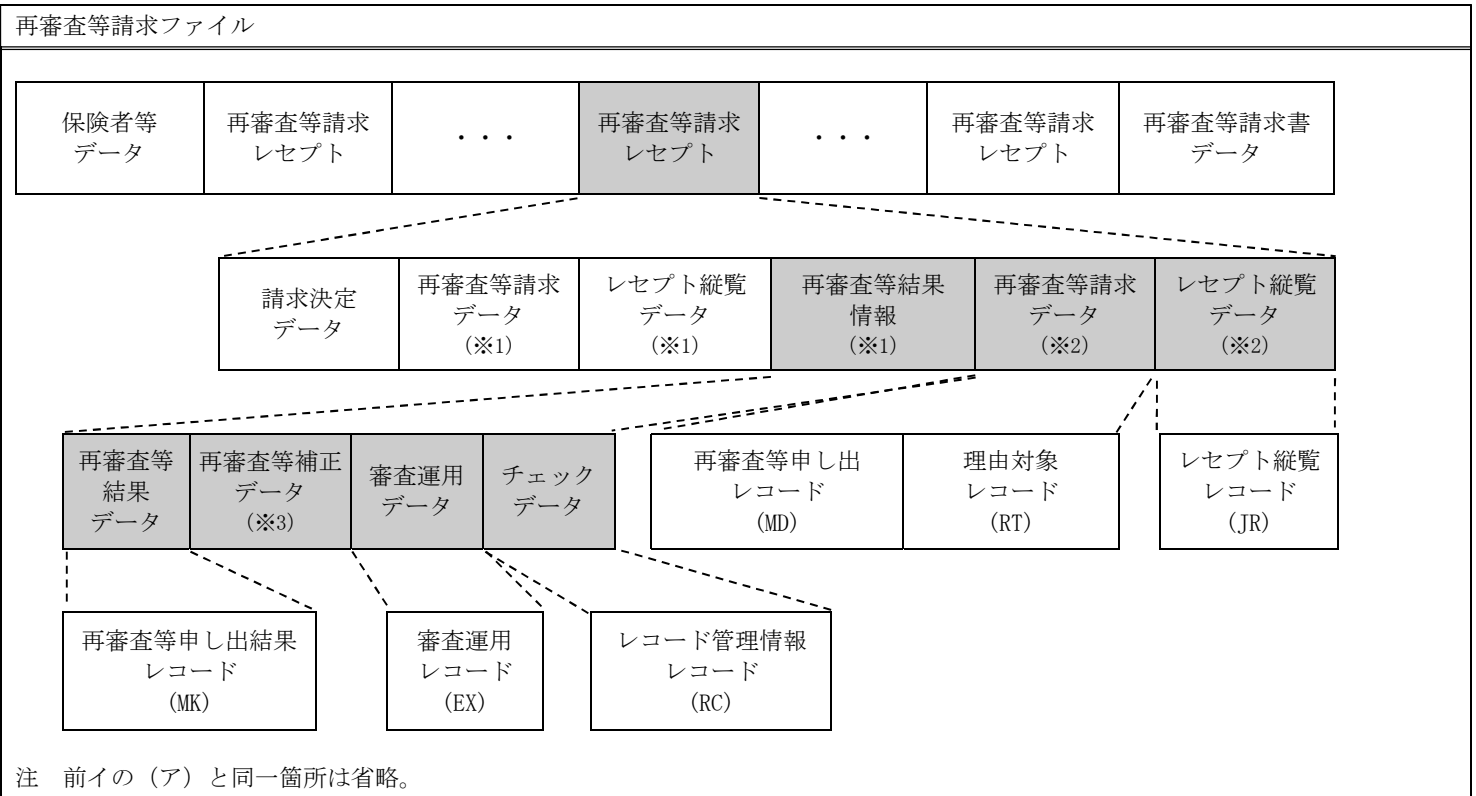 再審査等請求ファイル
保険者等
データ
再審査等請求
レセプト
・・・
再審査等請求
レセプト
・・・
再審査等請求
レセプト
再審査等請求書
データ
請求決定
データ
再審査等請求
データ
(※1)
レセプト縦覧
データ
(※1)
再審査等結果
情報
(※1)
再審査等請求
データ
(※2)
レセプト縦覧
データ
(※2)
再審査等
結果
データ
再審査等補正
データ
(※3)
審査運用
データ
チェック
データ
再審査等申し出
レコード
(MD)
理由対象
レコード
(RT)
レセプト縦覧
レコード
(JR)
再審査等申し出結果
レコード
(MK)
審査運用
レコード
(EX)
レコード管理情報
レコード
(RC)
注　前イの（ア）と同一箇所は省略。